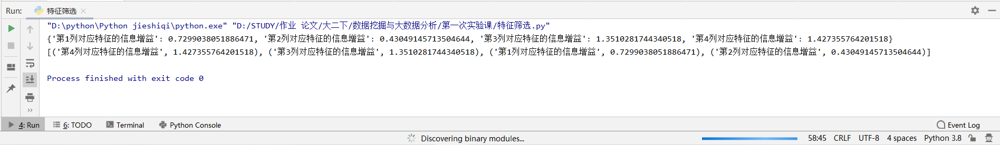 Run: 特征筛选
"D:\python\Python jieshiqi\python.exe" "D:/STUDY/作业 论文/大二下/数据挖掘与大数据分析/第一次实验课/特征筛选.py"
{'第1列对应特征的信息增益': 0.7299038051886471, '第2列对应特征的信息增益': 0.43049145713504644, '第3列对应特征的信息增益': 1.3510281744340518, '第4列对应特征的信息增益': 1.427355764201518}
[('第4列对应特征的信息增益', 1.427355764201518), ('第3列对应特征的信息增益', 1.3510281744340518), ('第1列对应特征的信息增益', 0.7299038051886471), ('第2列对应特征的信息增益', 0.43049145713504644)]
Process finished with exit code 0
4: Run 6: TODO Terminal Python Console Event Log
Discovering binary modules... 58:45 CRLF UTF-8 4 spaces Python 3.8